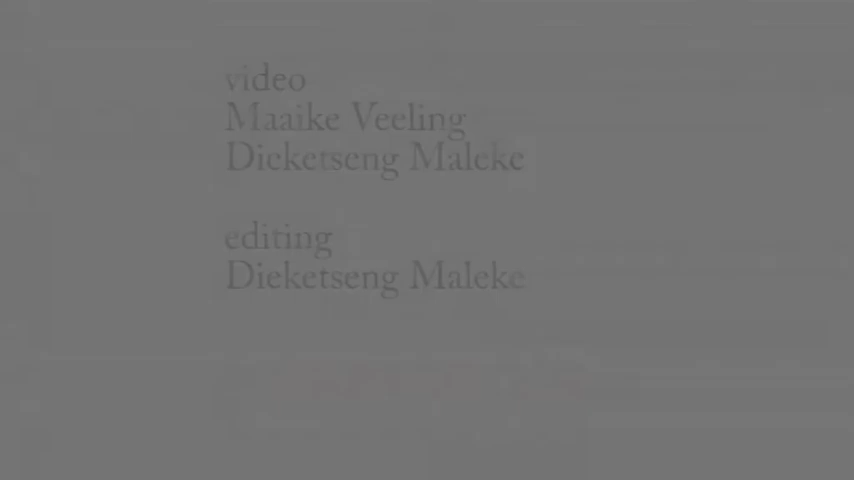 video
Maaike Veeling
Dieketseng Maleke
editing
Dieketseng Maleke